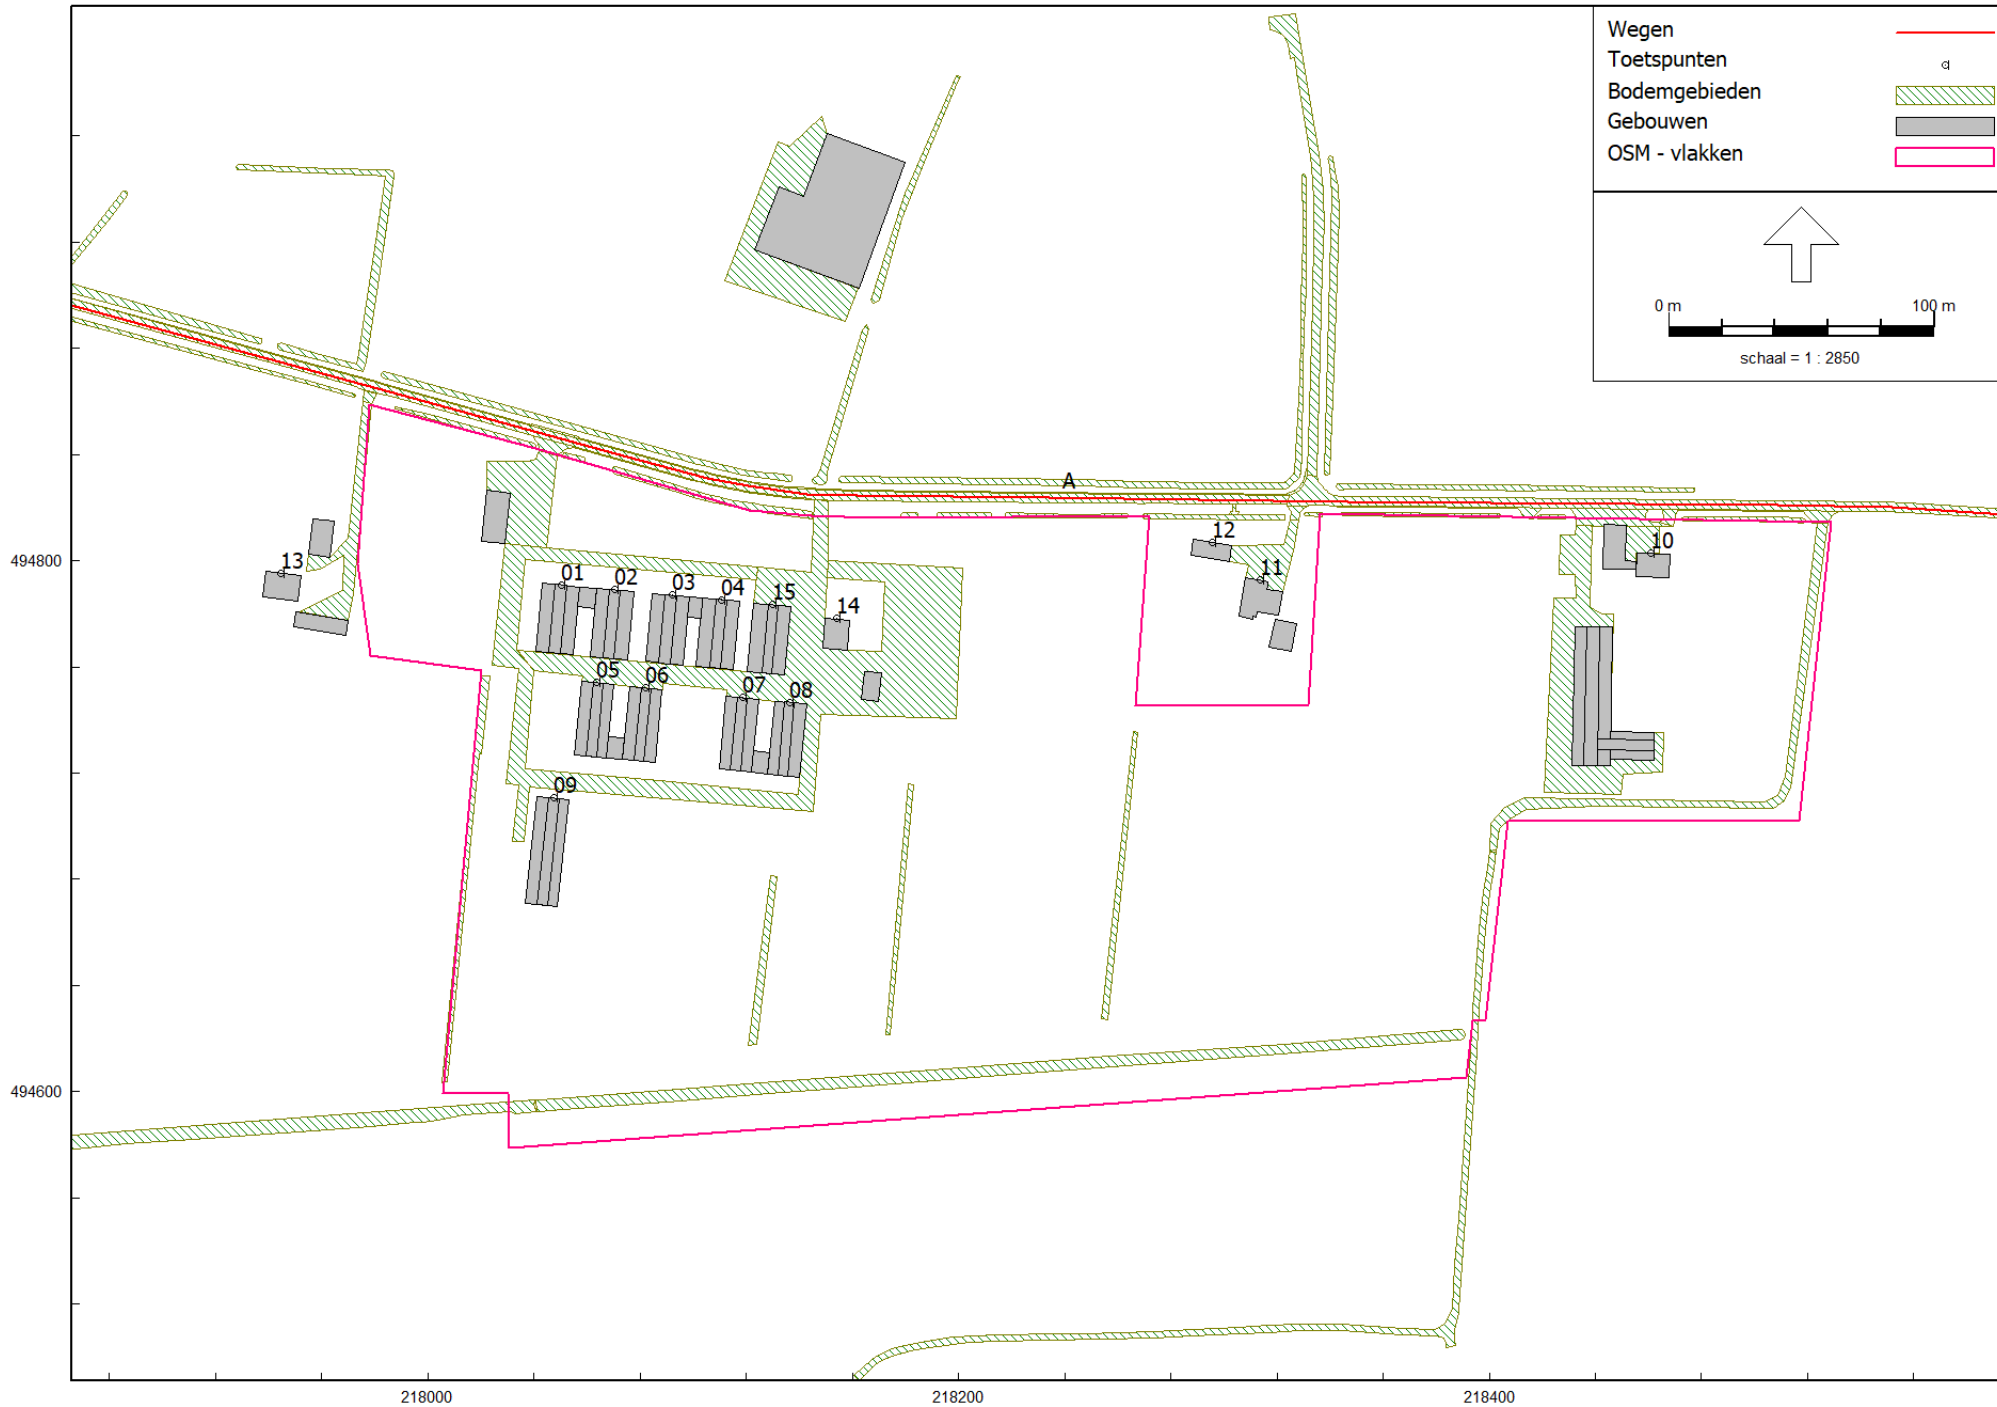 Wegen
Toetspunten
Bodemgebieden
Gebouwen
OSM - vlakken
0 m 100 m
schaal = 1 : 2850
A
12
10
13
11
494800
01 02 03 04 15 14
05 06 07 08
09
494600
218000 218200 218400